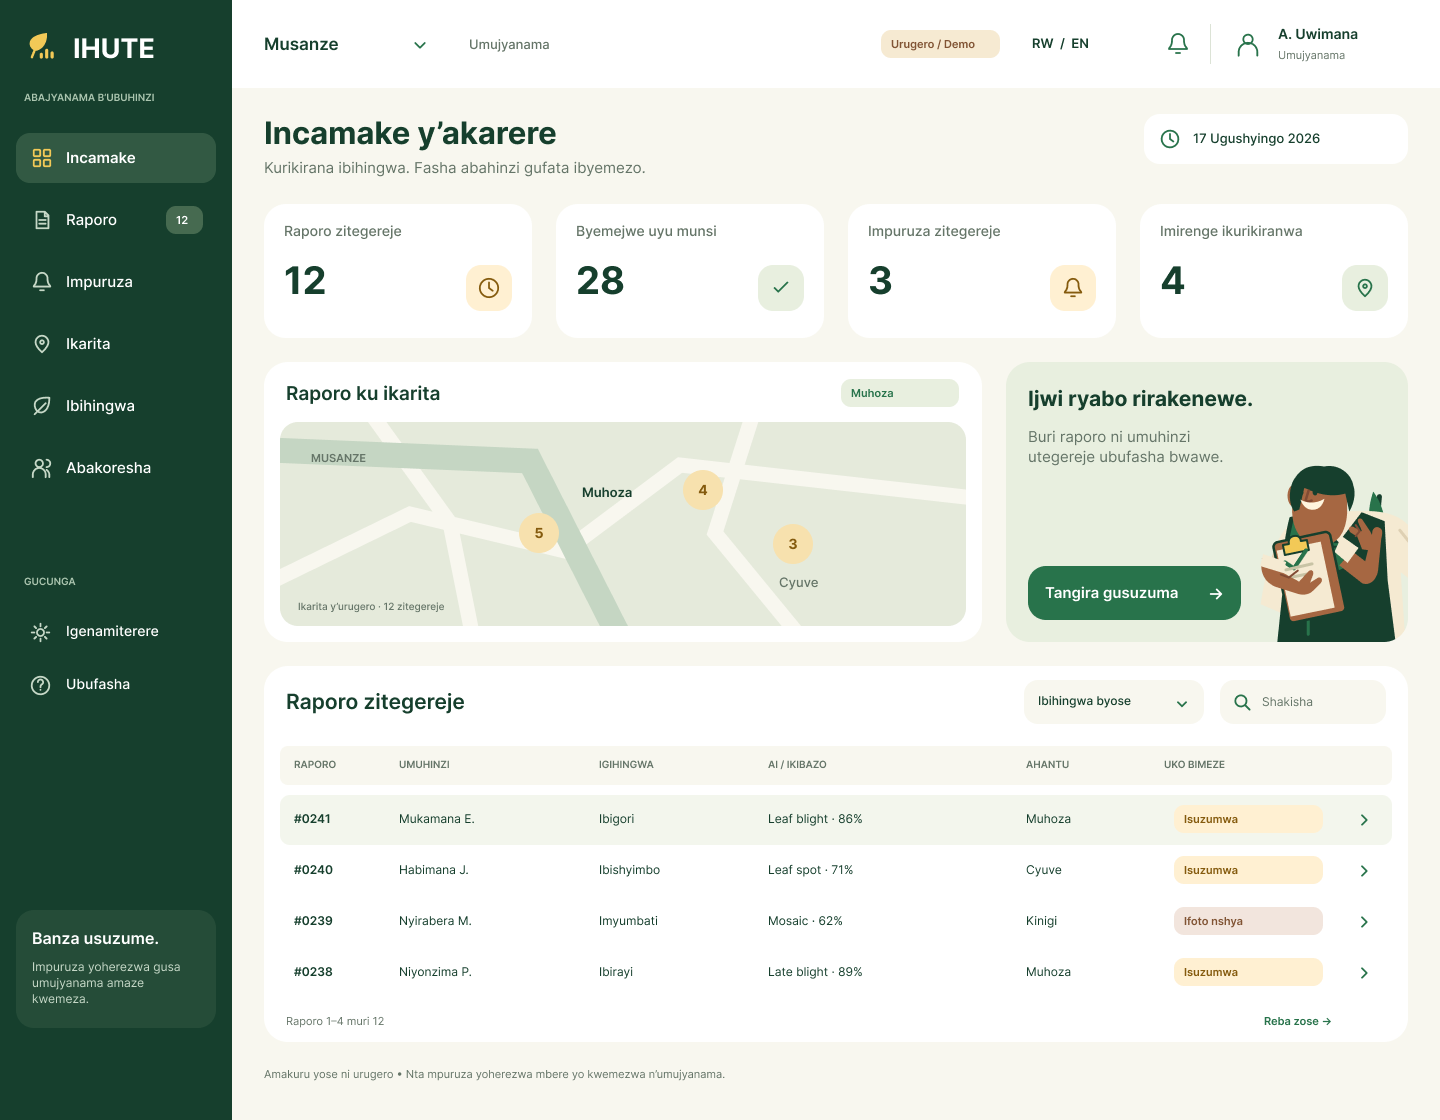 IHUTE
ABAJYANAMA B'UBUHINZI
Incamake
Raporo 12
Impuruza
Ikarita
Ibihingwa
Abakoresha
GUCUNGA
Igenamiterere
Ubufasha
Banza usuzume.
Impuruza yoherezwa gusa
umujyanama amaze
kwemeza.
Musanze Umujyanama Urugero / Demo RW / EN A. Uwimana
Umujyanama
Incamake y’akarere
Kurikirana ibihingwa. Fasha abahinzi gufata ibyemezo.
17 Ugushyingo 2026
Raporo zitegereje
12
Byemejwe uyu munsi
28
Impuruza zitegereje
3
Imirenge ikurikiranwa
4
Raporo ku ikarita Muhoza
MUSANZE
Muhoza
4
5
3
Cyuve
Ikarita y’urugero · 12 zitegereje
Ijwi ryabo rirakenewe.
Buri raporo ni umuhinzi
utegereje ubufasha bwawe.
Tangira gusuzuma →
Raporo zitegereje Ibihingwa byose Shakisha
RAPORO UMUHINZI IGIHINGWA AI / IKIBAZO AHANTU UKO BIMEZE
#0241 Mukamana E. Ibigori Leaf blight · 86% Muhoza Isuzumwa
#0240 Habimana J. Ibishyimbo Leaf spot · 71% Cyuve Isuzumwa
#0239 Nyirabera M. Imyumbati Mosaic · 62% Kinigi Ifoto nshya
#0238 Niyonzima P. Ibirayi Late blight · 89% Muhoza Isuzumwa
Raporo 1–4 muri 12 Reba zose →
Amakuru yose ni urugero • Nta mpuruza yoherezwa mbere yo kwemezwa n’umujyanama.